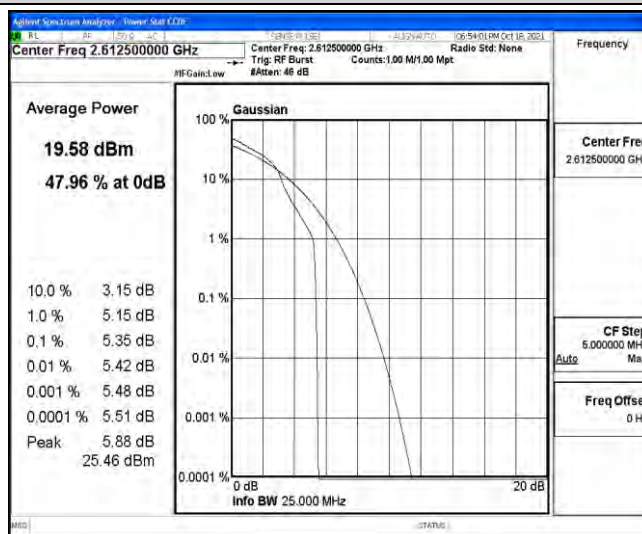 Agilent Spectrum Analyzer - Power Stat CCDF
RL RF 50 Ω AC SENSE:PULSE ALIGNAUTO 06:54:01PM Oct 18, 2021
Center Freq 2.612500000 GHz
Center Freq: 2.612500000 GHz Radio Std: None
Trig: RF Burst Counts:1.00 M/1.00 Mpt
#IFGain:Low #Atten: 46 dB
Frequency
Average Power
19.58 dBm
47.96 % at 0dB
10.0 % 3.15 dB
1.0 % 5.15 dB
0.1 % 5.35 dB
0.01 % 5.42 dB
0.001 % 5.48 dB
0.0001 % 5.51 dB
Peak 5.88 dB
25.46 dBm
Gaussian
100 %
10 %
1 %
0.1 %
0.01 %
0.001 %
0.0001 %
0 dB 20 dB
Info BW 25.000 MHz
Center Fre
2.612500000 GH
CF Step
5.000000 MH
Auto Ma
Freq Offse
0 H
MSG STATUS